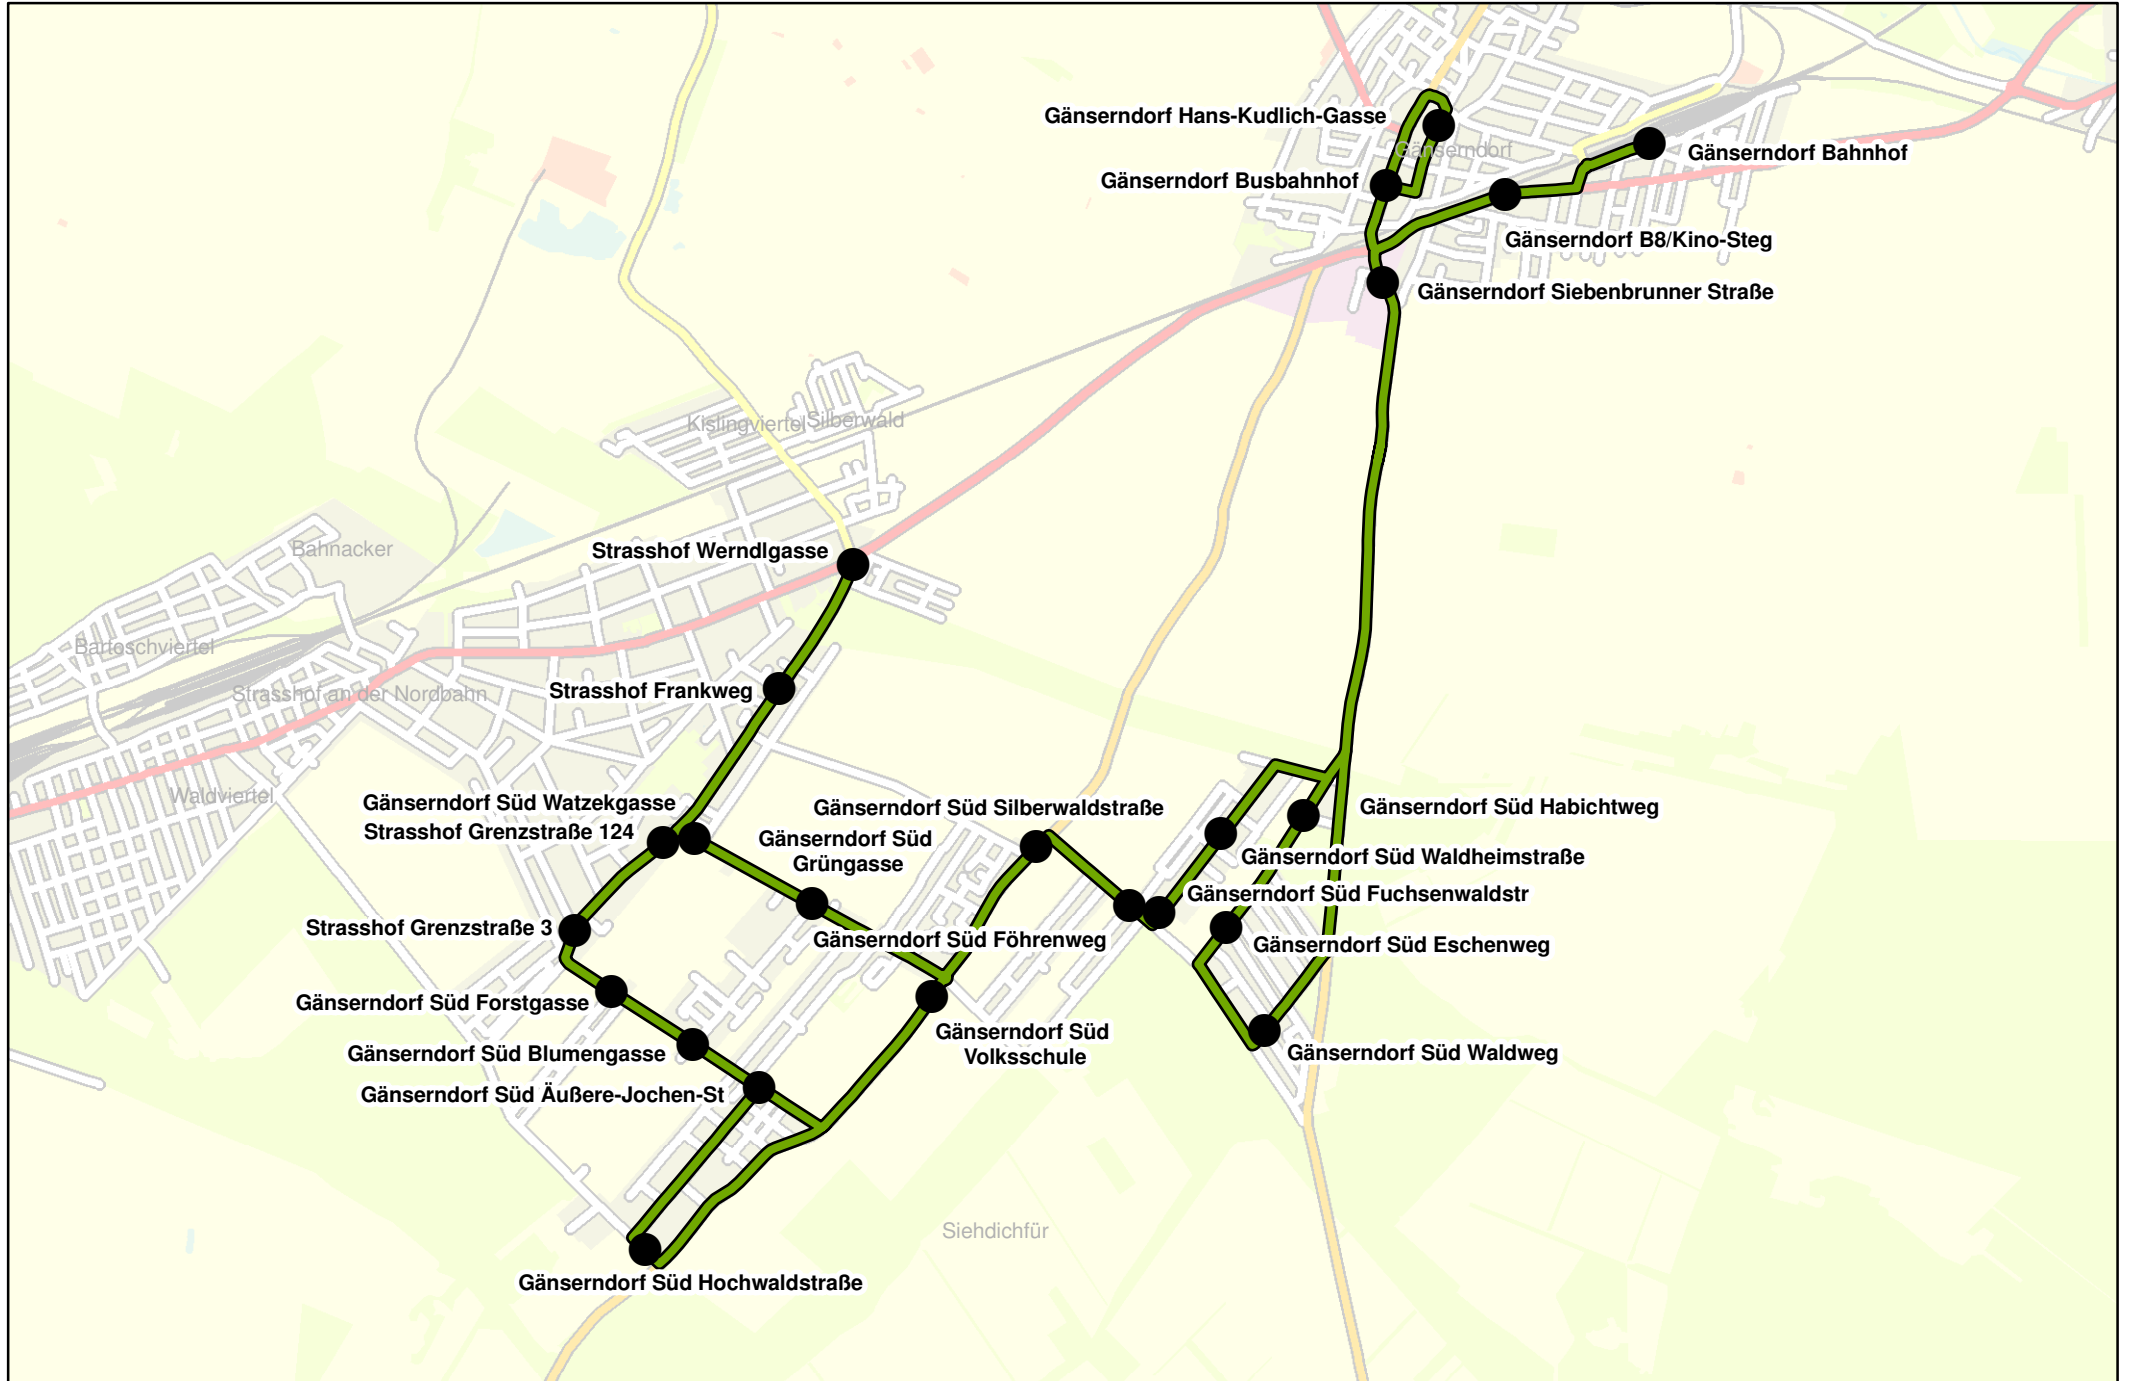 Gänserndorf Hans-Kudlich-Gasse
Gänserndorf
Gänserndorf Bahnhof
Gänserndorf Busbahnhof
Gänserndorf B8/Kino-Steg
Gänserndorf Siebenbrunner Straße
Kislingviertel
Silberwald
Bahnacker
Strasshof Werndlgasse
Bartoschviertel
Strasshof an der Nordbahn
Strasshof Frankweg
Waldviertel
Gänserndorf Süd Watzekgasse
Strasshof Grenzstraße 124
Gänserndorf Süd Silberwaldstraße
Gänserndorf Süd Habichtweg
Gänserndorf Süd
Grüngasse
Gänserndorf Süd Waldheimstraße
Gänserndorf Süd Fuchsenwaldstr
Strasshof Grenzstraße 3
Gänserndorf Süd Föhrenweg
Gänserndorf Süd Eschenweg
Gänserndorf Süd Forstgasse
Gänserndorf Süd
Volksschule
Gänserndorf Süd Blumengasse
Gänserndorf Süd Waldweg
Gänserndorf Süd Äußere-Jochen-St
Siehdichfür
Gänserndorf Süd Hochwaldstraße